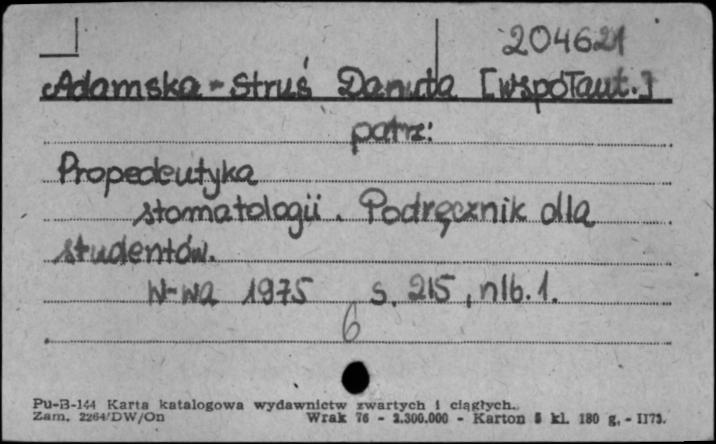 204621
Adamska-Struś Danuta [współaut.]
patrz:
Propedeutyka
stomatologii. Podręcznik dla
studentów.
W-wa 1975 s. 215, nlb. 1.
6
Pu-B-144 Karta katalogowa wydawnictw zwartych i ciągłych.
Zam. 2264/DW/On Wrak 76 - 2.300.000 - Karton 5 kl. 180 g. - II73.